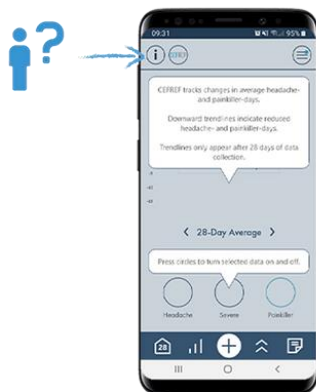 ?
09:31 95%
i CEFREF
CEFREF tracks changes in average headache-
and painkiller-days.
Downward trendlines indicate reduced
headache- and painkiller-days.
Trendlines only appear after 28 days of data
collection.
< 28-Day Average >
Press circles to turn selected data on and off.
Headache Severe Painkiller
28